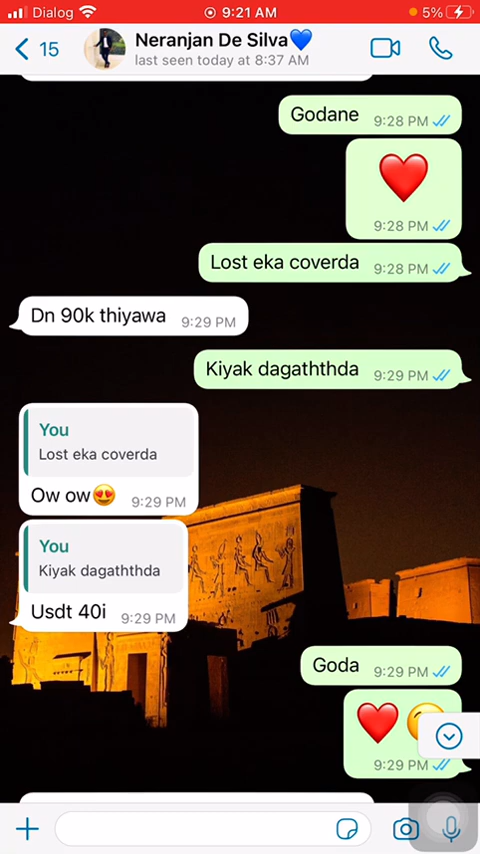 Dialog 9:21 AM 5%
15 Neranjan De Silva💙
last seen today at 8:37 AM
Godane 9:28 PM
❤️
9:28 PM
Lost eka coverda 9:28 PM
Dn 90k thiyawa 9:29 PM
Kiyak dagaththda 9:29 PM
You
Lost eka coverda
Ow ow😍 9:29 PM
You
Kiyak dagaththda
Usdt 40i 9:29 PM
Goda 9:29 PM
9:29 PM